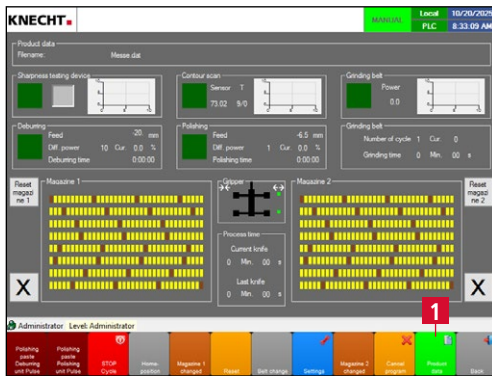 KNECHT
MANUAL
Local
10/20/2025
PLC
8:33:09 AM
Product data
Filename:
Messe.dat
Sharpness testing device
Contour scan
Sensor T
73.02 9/0
Grinding belt
Power
0.0
Deburring
Feed -20. mm
Diff. power 10 Cur. 0.0 %
Deburring time 0:00:00
Polishing
Feed -6.5 mm
Diff. power 1 Cur. 0.0 %
Polishing time 0:00:00
Grinding belt
Number of cycle 1 Cur. 0
Grinding time 0 Min. 00 s
Reset
magazi
ne 1
Magazine 1
Gripper
Magazine 2
Reset
magazi
ne 2
Process time
Current knife
0 Min. 00 s
Last knife
0 Min. 00 s
X
X
Administrator Level: Administrator
1
Polishing
paste
Deburring
unit Pulse
Polishing
paste
Polishing
unit Pulse
STOP
Cycle
Home-
position
Magazine 1
changed
Reset
Belt change
Settings
Magazine 2
changed
Cancel
program
Product
data
Back